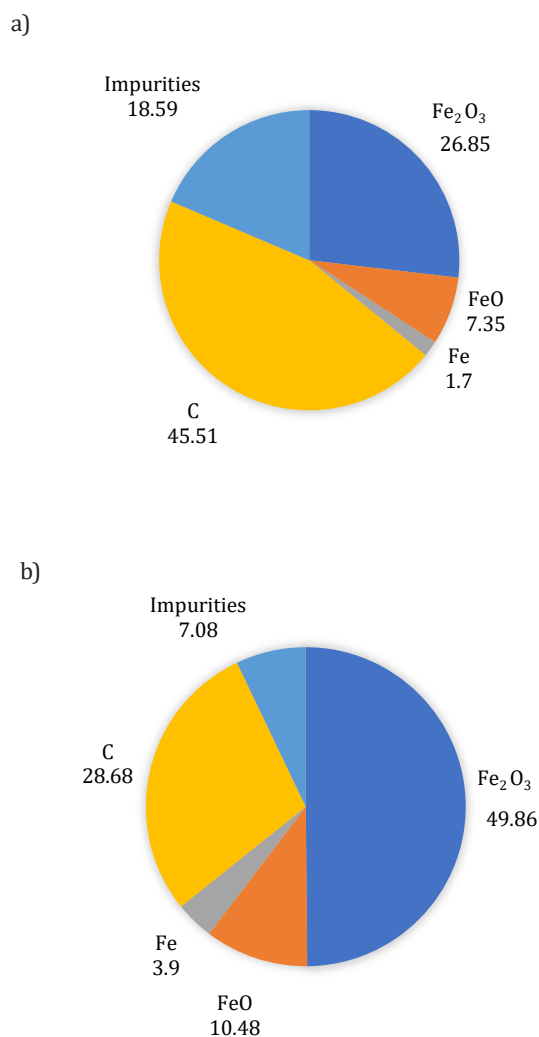 a)
Impurities
18.59
Fe₂O₃
26.85
FeO
7.35
Fe
1.7
C
45.51
b)
Impurities
7.08
C
28.68
Fe₂O₃
49.86
Fe
3.9
FeO
10.48